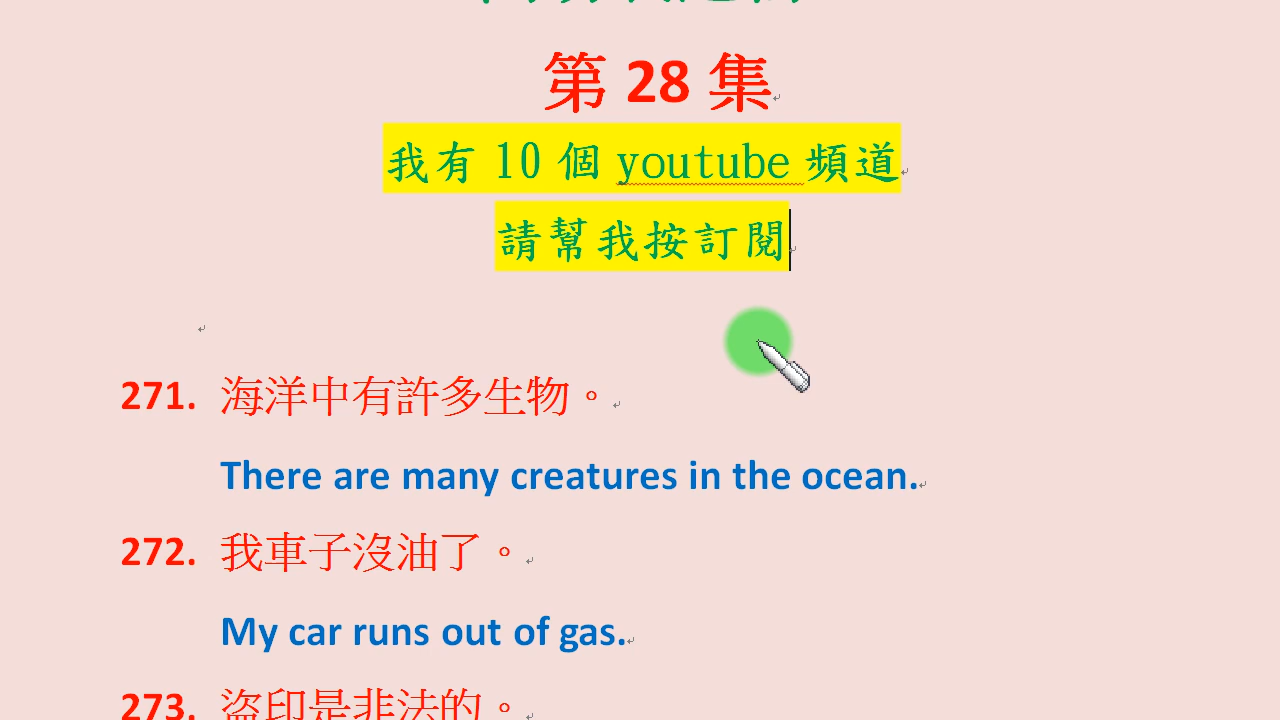 第 28 集
我有 10 個 youtube 頻道
請幫我按訂閱
271. 海洋中有許多生物。
There are many creatures in the ocean.
272. 我車子沒油了。
My car runs out of gas.
273. 盜印是非法的。